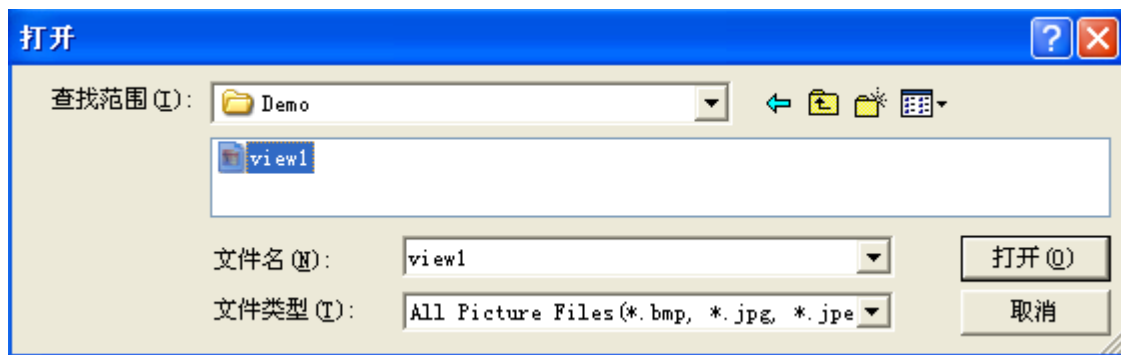 打开
查找范围(I): Demo
view1
文件名(N): view1 打开(O)
文件类型(T): All Picture Files(*.bmp, *.jpg, *.jpe 取消